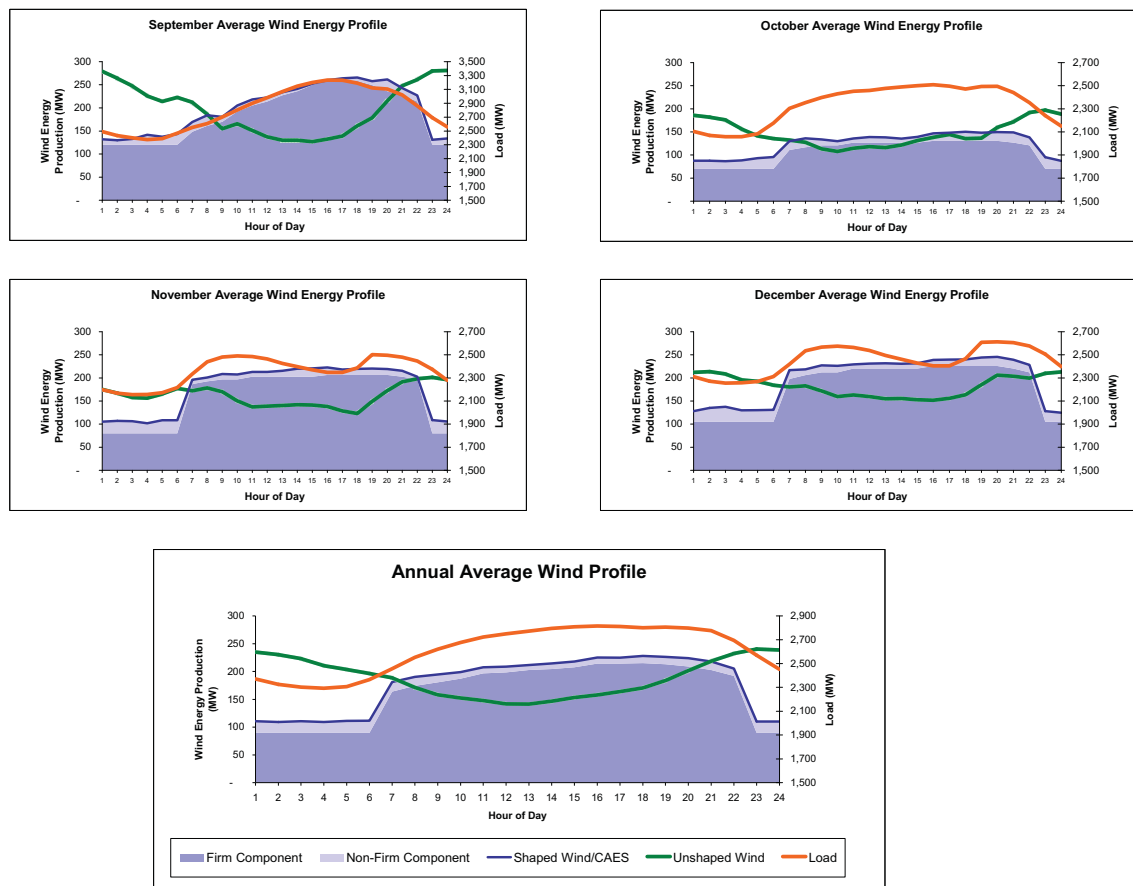 September Average Wind Energy Profile
300
250
200
150
100
50
-
Wind Energy
Production (MW)
3,500
3,300
3,100
2,900
2,700
2,500
2,300
2,100
1,900
1,700
1,500
Load (MW)
1 2 3 4 5 6 7 8 9 10 11 12 13 14 15 16 17 18 19 20 21 22 23 24
Hour of Day
October Average Wind Energy Profile
300
250
200
150
100
50
-
Wind Energy
Production (MW)
2,700
2,500
2,300
2,100
1,900
1,700
1,500
Load (MW)
1 2 3 4 5 6 7 8 9 10 11 12 13 14 15 16 17 18 19 20 21 22 23 24
Hour of Day
November Average Wind Energy Profile
300
250
200
150
100
50
-
Wind Energy
Production (MW)
2,700
2,500
2,300
2,100
1,900
1,700
1,500
Load (MW)
1 2 3 4 5 6 7 8 9 10 11 12 13 14 15 16 17 18 19 20 21 22 23 24
Hour of Day
December Average Wind Energy Profile
300
250
200
150
100
50
-
Wind Energy
Production (MW)
2,700
2,500
2,300
2,100
1,900
1,700
1,500
Load (MW)
1 2 3 4 5 6 7 8 9 10 11 12 13 14 15 16 17 18 19 20 21 22 23 24
Hour of Day
Annual Average Wind Profile
300
250
200
150
100
50
-
Wind Energy Production
(MW)
2,900
2,700
2,500
2,300
2,100
1,900
1,700
1,500
Load (MW)
1 2 3 4 5 6 7 8 9 10 11 12 13 14 15 16 17 18 19 20 21 22 23 24
Hour of Day
Firm Component Non-Firm Component Shaped Wind/CAES Unshaped Wind Load